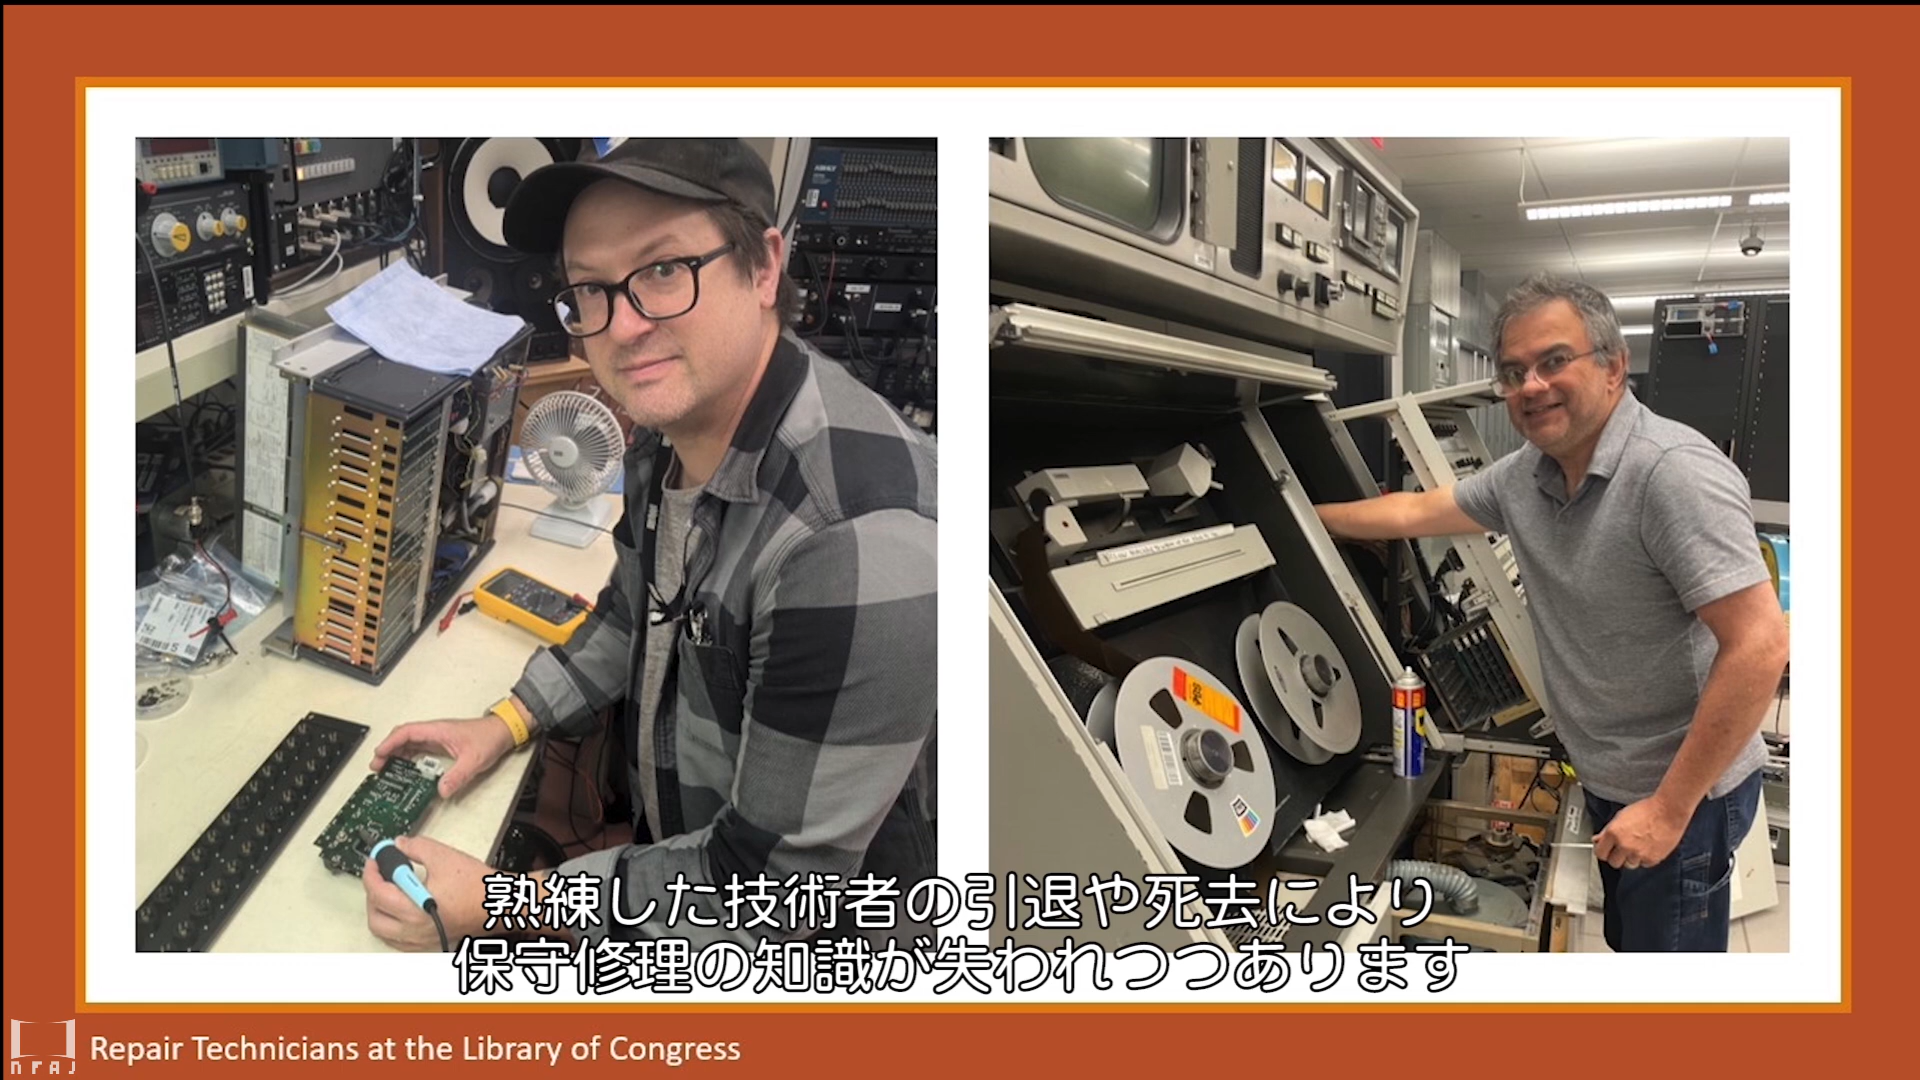 熟練した技術者の引退や死去により
保守修理の知識が失われつつあります
NFAJ
Repair Technicians at the Library of Congress